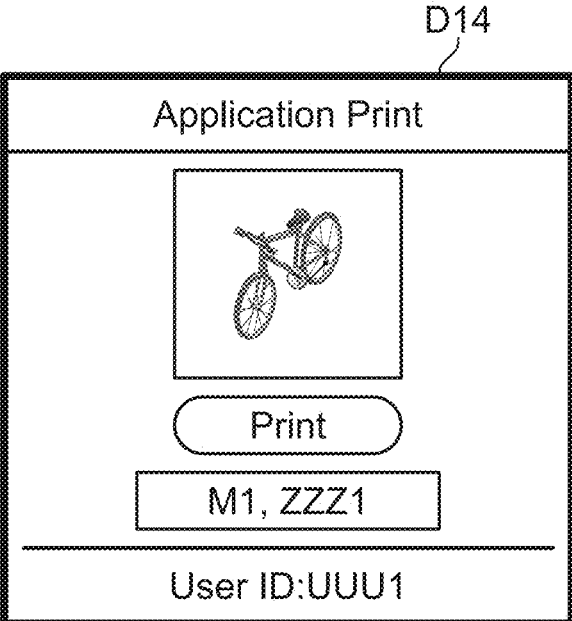 D14
Application Print
Print
M1, ZZZ1
User ID:UUU1